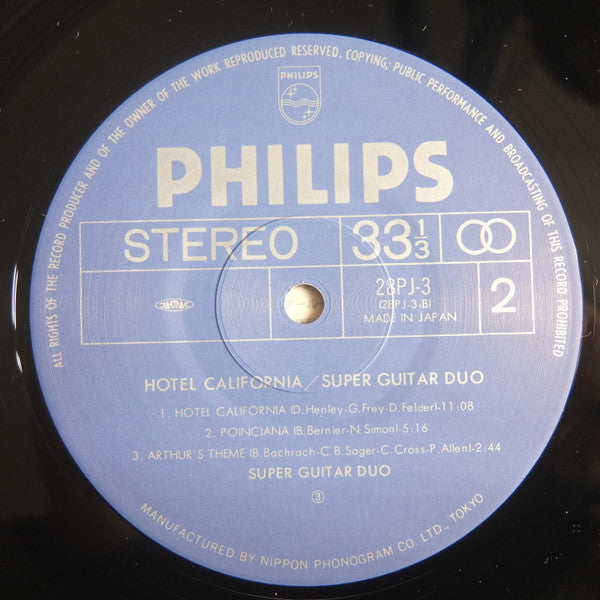 ALL RIGHTS OF THE RECORD PRODUCER AND OF THE OWNER OF THE WORK REPRODUCED RESERVED. COPYING, PUBLIC PERFORMANCE AND BROADCASTING OF THIS RECORD PROHIBITED
PHILIPS
PHILIPS
STEREO
33 1/3
28PJ-3
(28PJ-3-B)
MADE IN JAPAN
2
HOTEL CALIFORNIA/SUPER GUITAR DUO
1. HOTEL CALIFORNIA (D. Henley-G. Frey-D. Felder)-11:08
2. POINCIANA (B. Bernier-N. Simon)-5:16
3. ARTHUR'S THEME (B. Bachrach-C.B. Sager-C. Cross-P. Allen)-2:44
SUPER GUITAR DUO
③
MANUFACTURED BY NIPPON PHONOGRAM CO. LTD., TOKYO